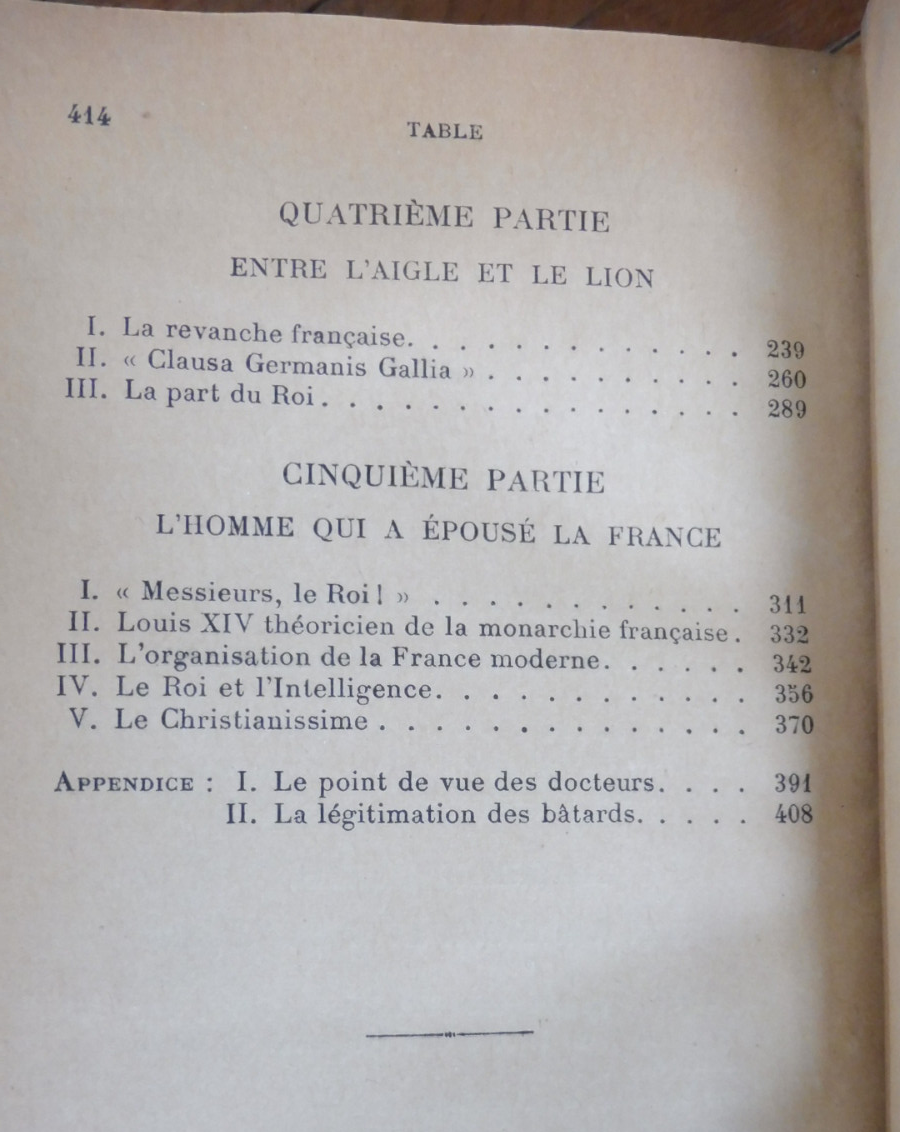 414
TABLE
QUATRIÈME PARTIE
ENTRE L'AIGLE ET LE LION
I. La revanche française. . . . . . . . . . . . . 239
II. « Clausa Germanis Gallia » . . . . . . . . . . 260
III. La part du Roi . . . . . . . . . . . . . . . . 289
CINQUIÈME PARTIE
L'HOMME QUI A ÉPOUSÉ LA FRANCE
I. « Messieurs, le Roi ! » . . . . . . . . . . . . 311
II. Louis XIV théoricien de la monarchie française . 332
III. L'organisation de la France moderne. . . . . . 342
IV. Le Roi et l'Intelligence. . . . . . . . . . . . 356
V. Le Christianissime . . . . . . . . . . . . . . 370
APPENDICE : I. Le point de vue des docteurs. . . . 391
II. La légitimation des bâtards. . . . . 408